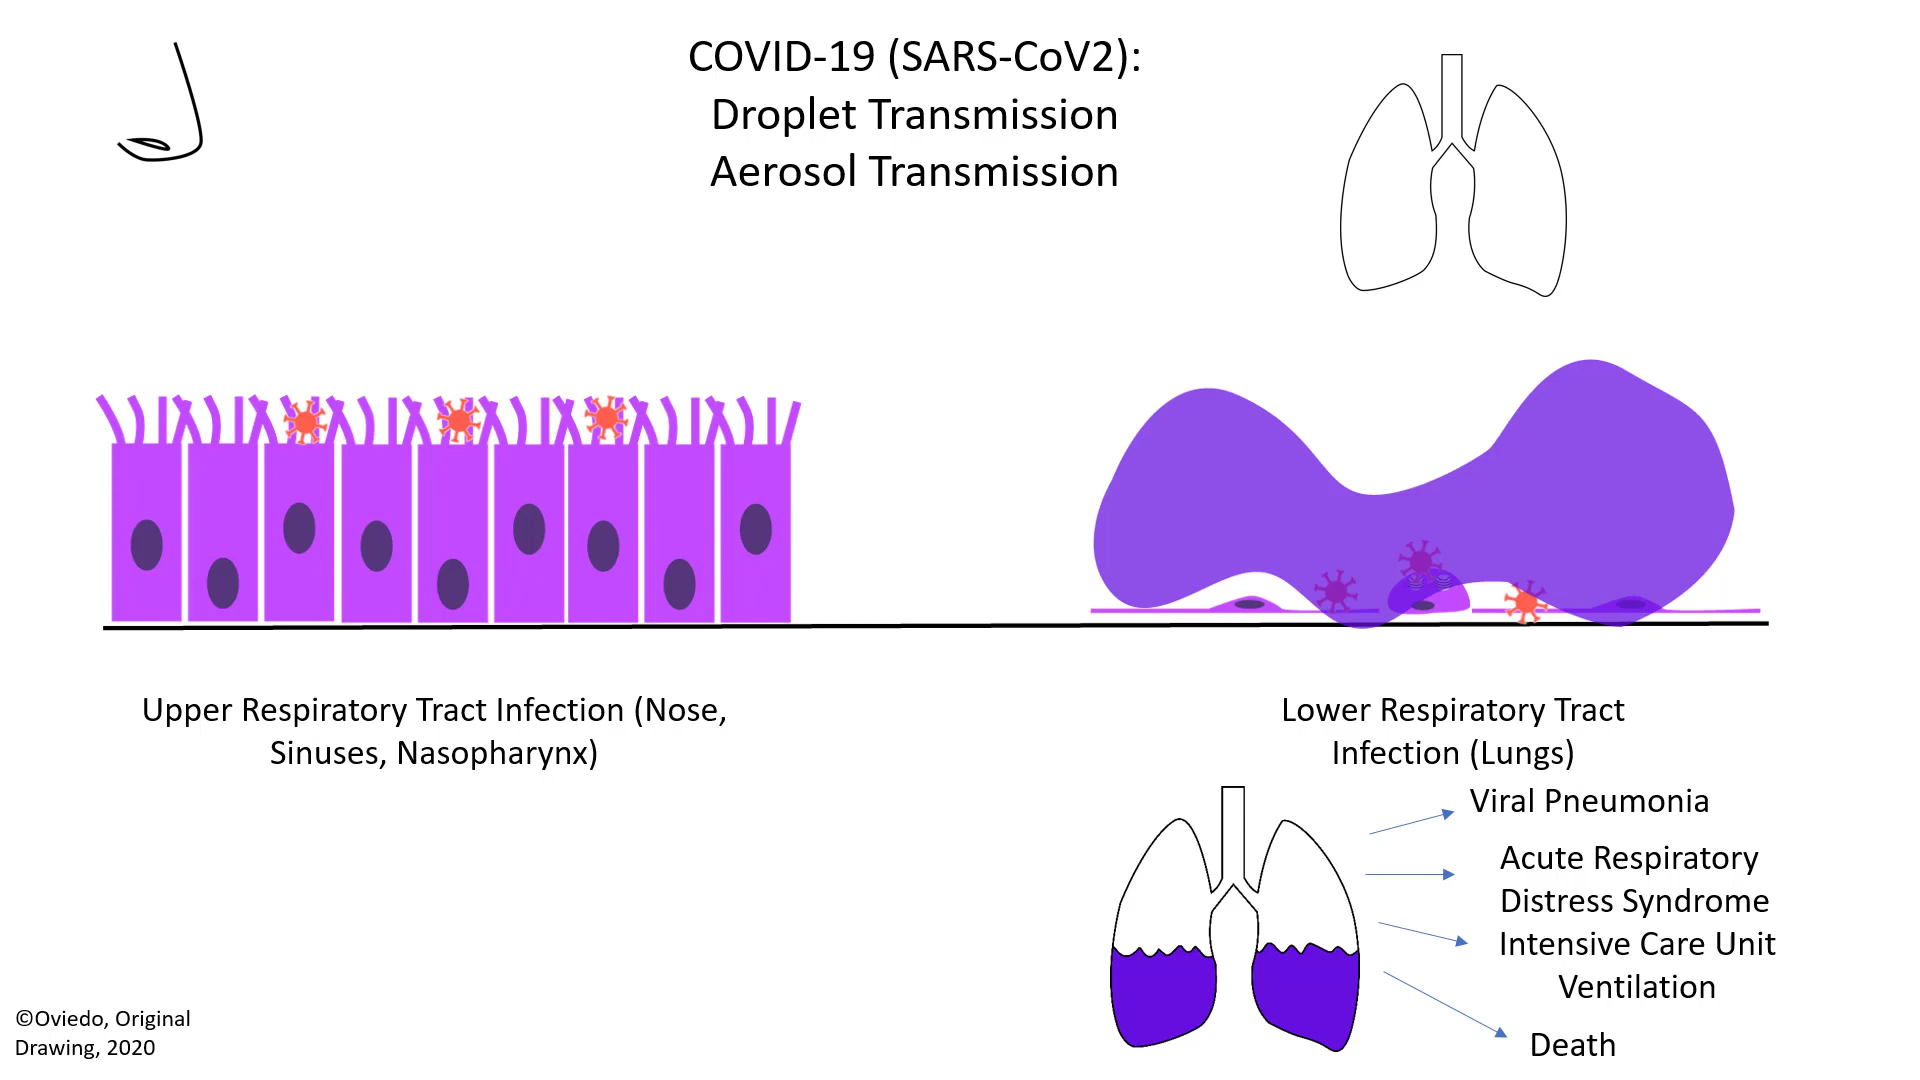 COVID-19 (SARS-CoV2):
Droplet Transmission
Aerosol Transmission
Upper Respiratory Tract Infection (Nose,
Sinuses, Nasopharynx)
Lower Respiratory Tract
Infection (Lungs)
Viral Pneumonia
Acute Respiratory
Distress Syndrome
Intensive Care Unit
Ventilation
Death
©Oviedo, Original
Drawing, 2020